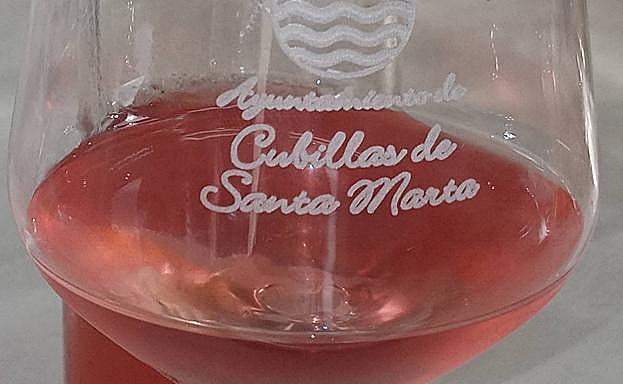 Ayuntamiento de
Cubillas de
Santa Marta